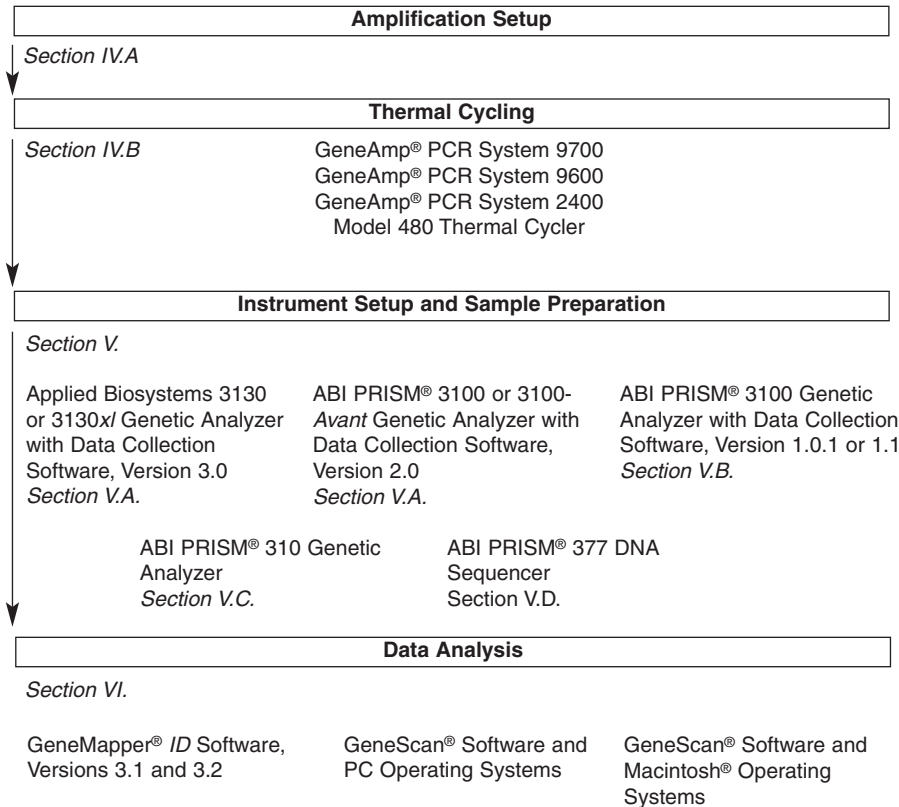 Amplification Setup
Section IV.A
Thermal Cycling
Section IV.B
GeneAmp® PCR System 9700
GeneAmp® PCR System 9600
GeneAmp® PCR System 2400
Model 480 Thermal Cycler
Instrument Setup and Sample Preparation
Section V.
Applied Biosystems 3130
or 3130xl Genetic Analyzer
with Data Collection
Software, Version 3.0
Section V.A.
ABI PRISM® 3100 or 3100-
Avant Genetic Analyzer with
Data Collection Software,
Version 2.0
Section V.A.
ABI PRISM® 3100 Genetic
Analyzer with Data Collection
Software, Version 1.0.1 or 1.1
Section V.B.
ABI PRISM® 310 Genetic
Analyzer
Section V.C.
ABI PRISM® 377 DNA
Sequencer
Section V.D.
Data Analysis
Section VI.
GeneMapper® ID Software,
Versions 3.1 and 3.2
GeneScan® Software and
PC Operating Systems
GeneScan® Software and
Macintosh® Operating
Systems